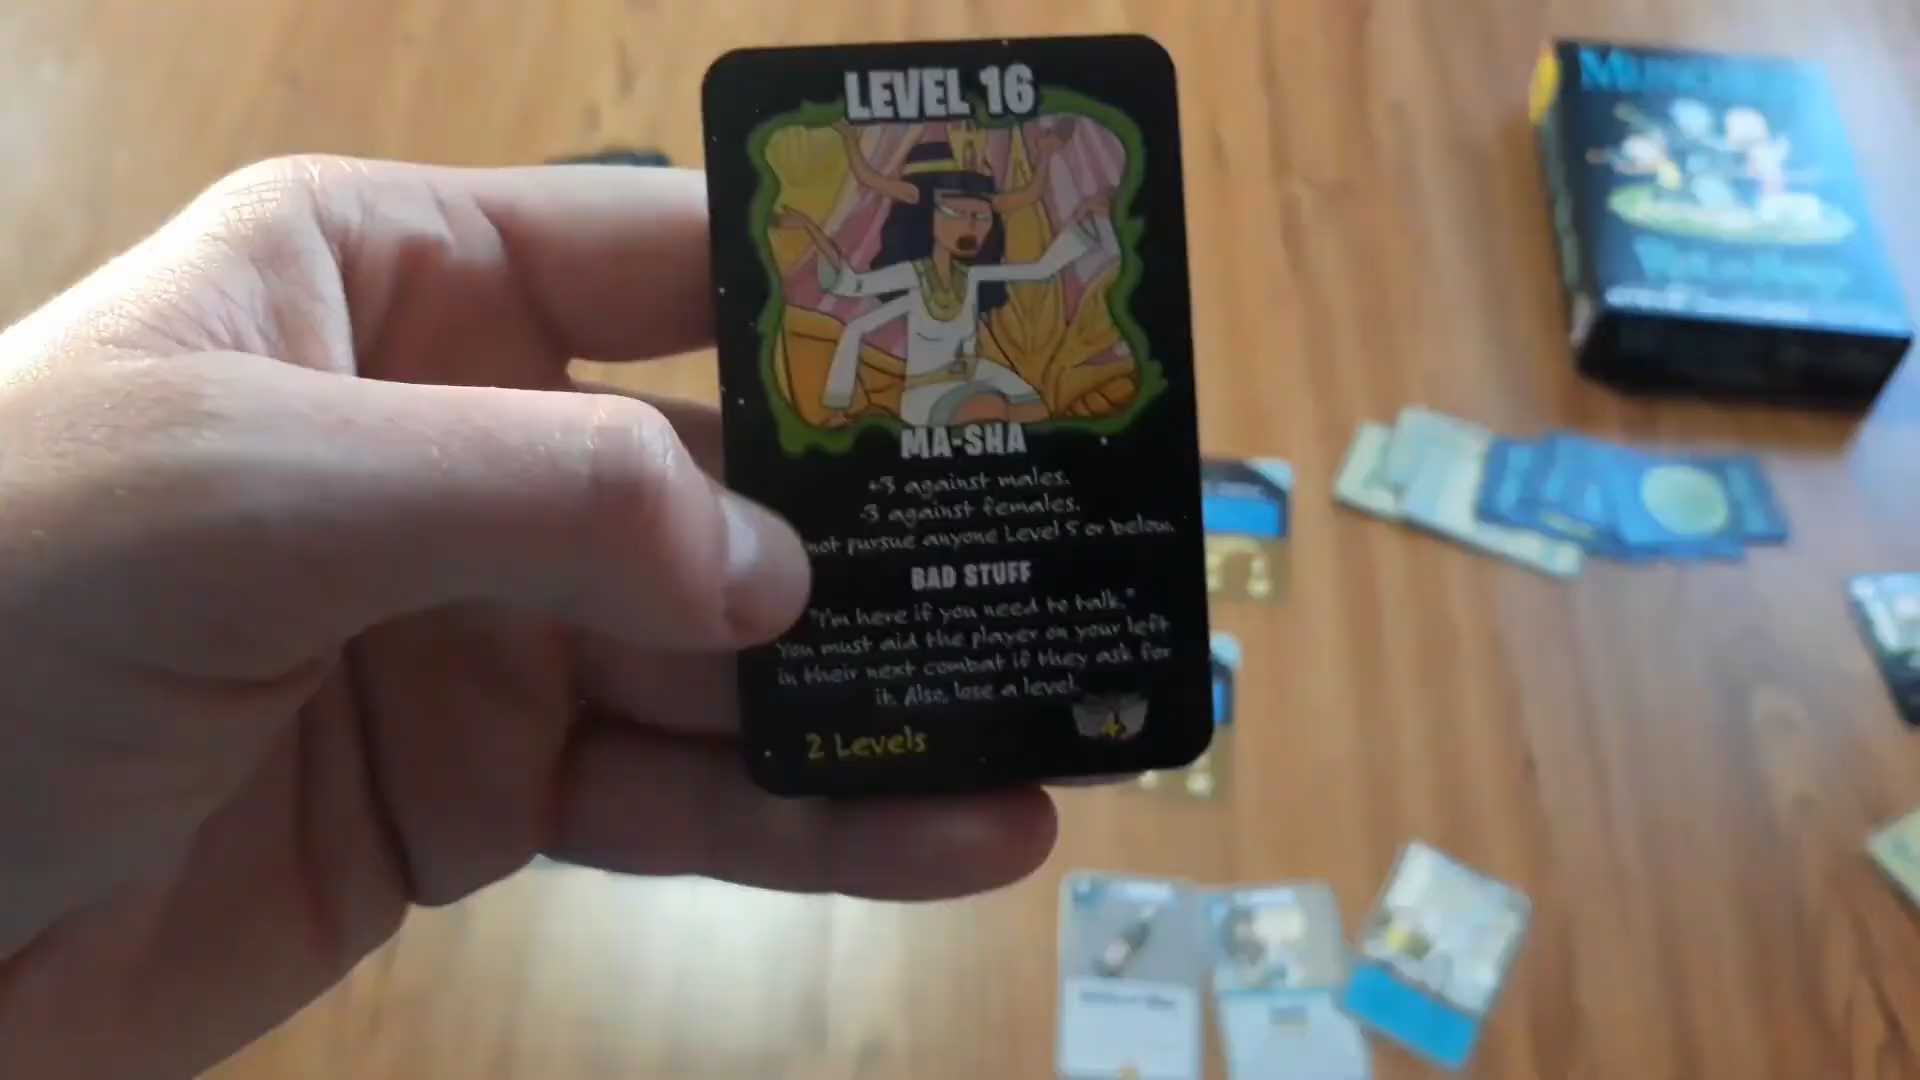 LEVEL 16
MA-SHA
+3 against males.
-3 against females.
not pursue anyone Level 5 or below.
BAD STUFF
"I'm here if you need to talk."
You must aid the player on your left
in their next combat if they ask for
it. Also, lose a level.
2 Levels
4